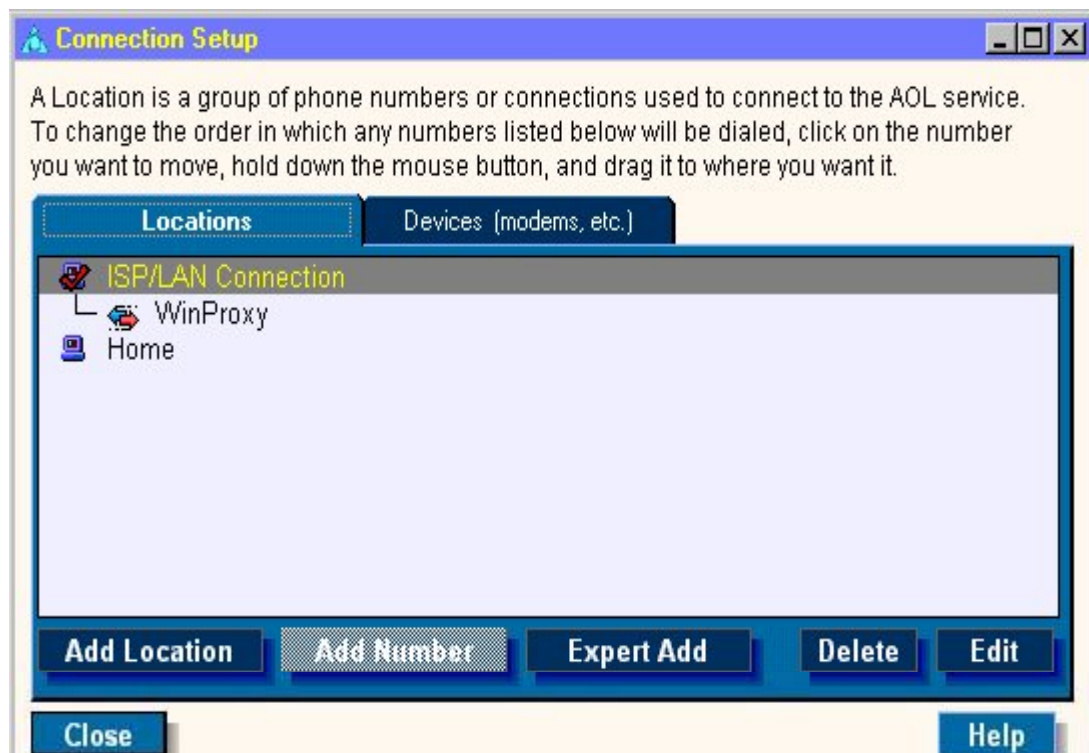 Connection Setup
A Location is a group of phone numbers or connections used to connect to the AOL service.
To change the order in which any numbers listed below will be dialed, click on the number
you want to move, hold down the mouse button, and drag it to where you want it.
Locations Devices (modems, etc.)
ISP/LAN Connection
WinProxy
Home
Add Location Add Number Expert Add Delete Edit
Close Help